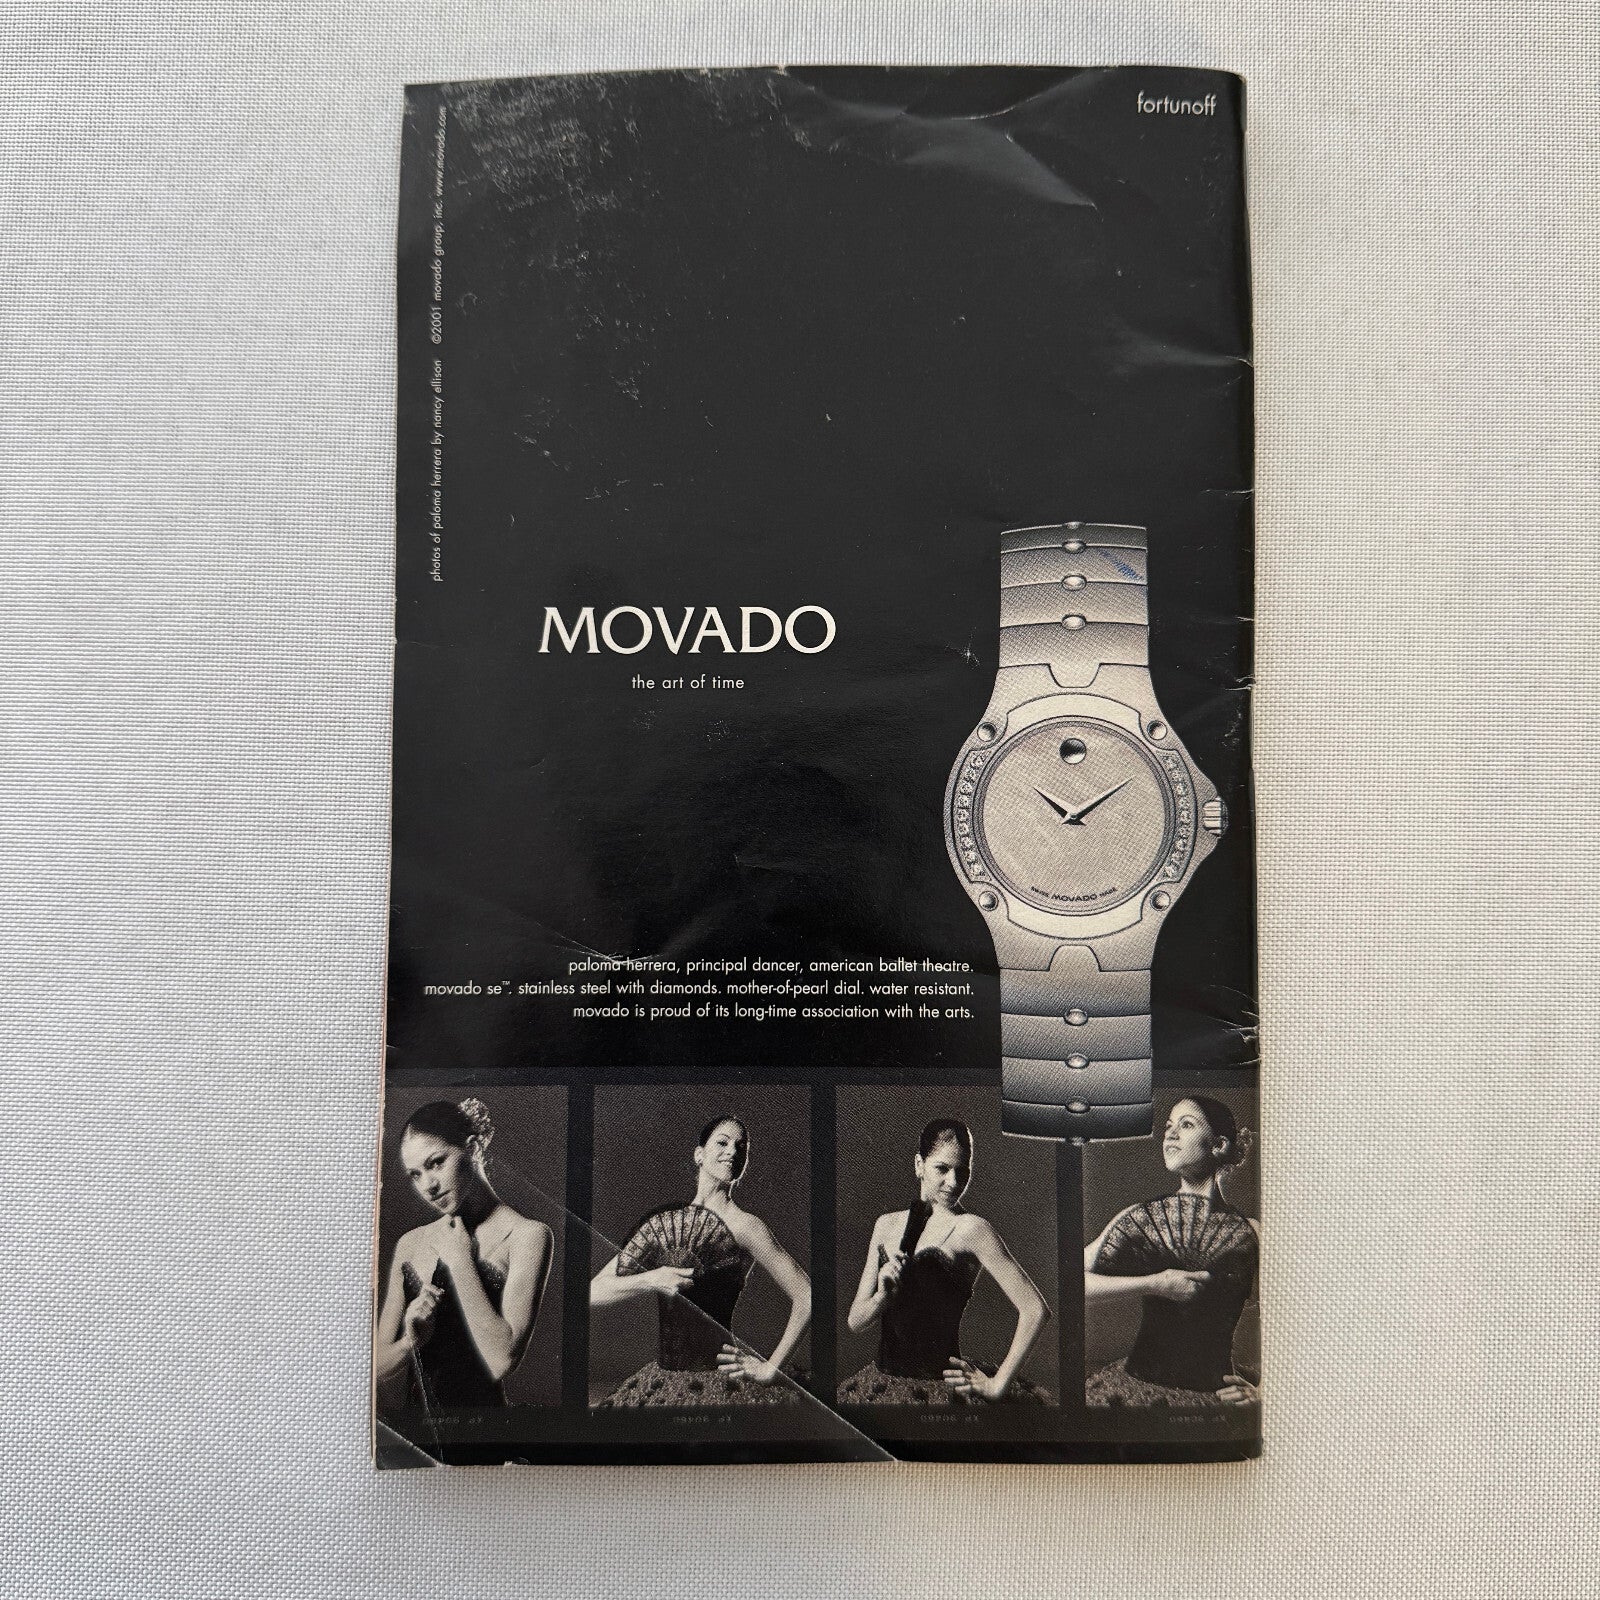 fortunoff
photos of paloma herrera by nancy ellison ©2001 movado group, inc. www.movado.com
MOVADO
the art of time
SWISS MOVADO MADE
paloma herrera, principal dancer, american ballet theatre.
movado se™. stainless steel with diamonds. mother-of-pearl dial. water resistant.
movado is proud of its long-time association with the arts.